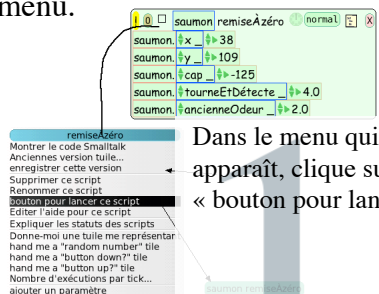 menu.
saumon remiseÀzéro normal
saumon. x _ 38
saumon. y _ 109
saumon. cap _ -125
saumon. tourneEtDétecte _ 4.0
saumon. ancienneOdeur _ 2.0
remiseÀzéro
Montrer le code Smalltalk
Anciennes version tuile...
enregistrer cette version
Supprimer ce script
Renommer ce script
bouton pour lancer ce script
Editer l'aide pour ce script
Expliquer les statuts des scripts
Donne-moi une tuile me représentan
hand me a "random number" tile
hand me a "button down?" tile
hand me a "button up?" tile
Nombre d'exécutions par tick...
ajouter un paramètre
Dans le menu qui
apparaît, clique su
« bouton pour lan
saumon remiseÀzéro